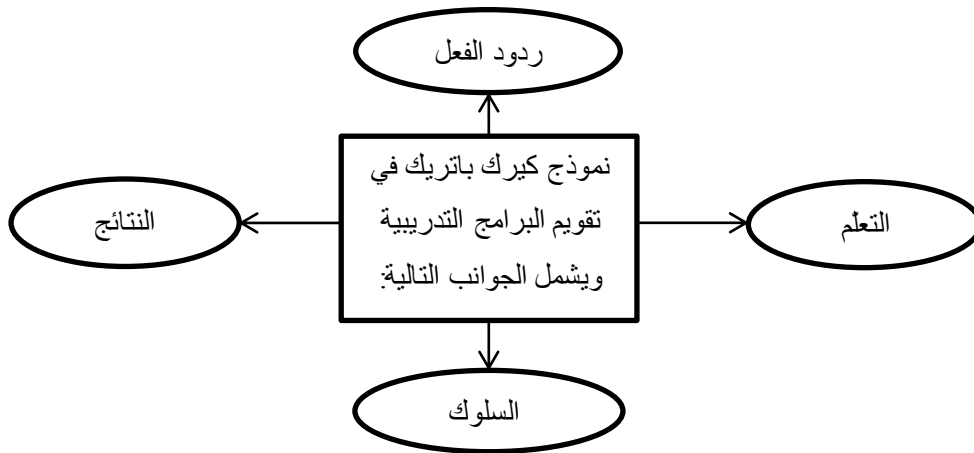 ردود الفعل
نموذج كيرك باتريك في
تقويم البرامج التدريبية
ويشمل الجوانب التالية:
التعلّم
النتائج
السلوك